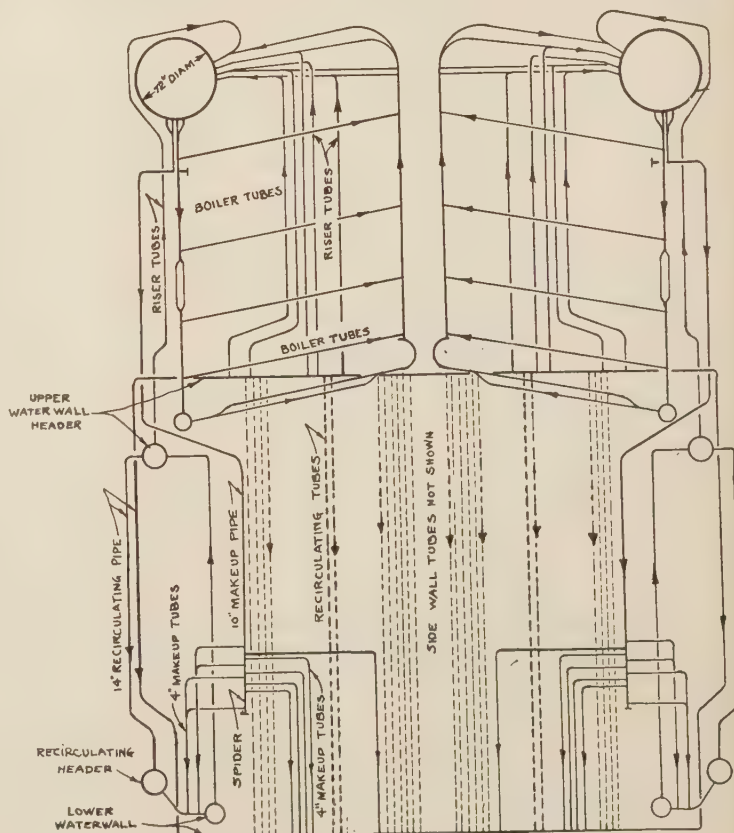 72" DIAM.
BOILER TUBES
RISER TUBES
RISER TUBES
BOILER TUBES
UPPER
WATER WALL
HEADER
RECIRCULATING TUBES
SIDE WALL TUBES NOT SHOWN
10" MAKEUP PIPE
14" RECIRCULATING PIPE
4" MAKEUP TUBES
SPIDER
4" MAKEUP TUBES
RECIRCULATING
HEADER
LOWER
WATERWALL